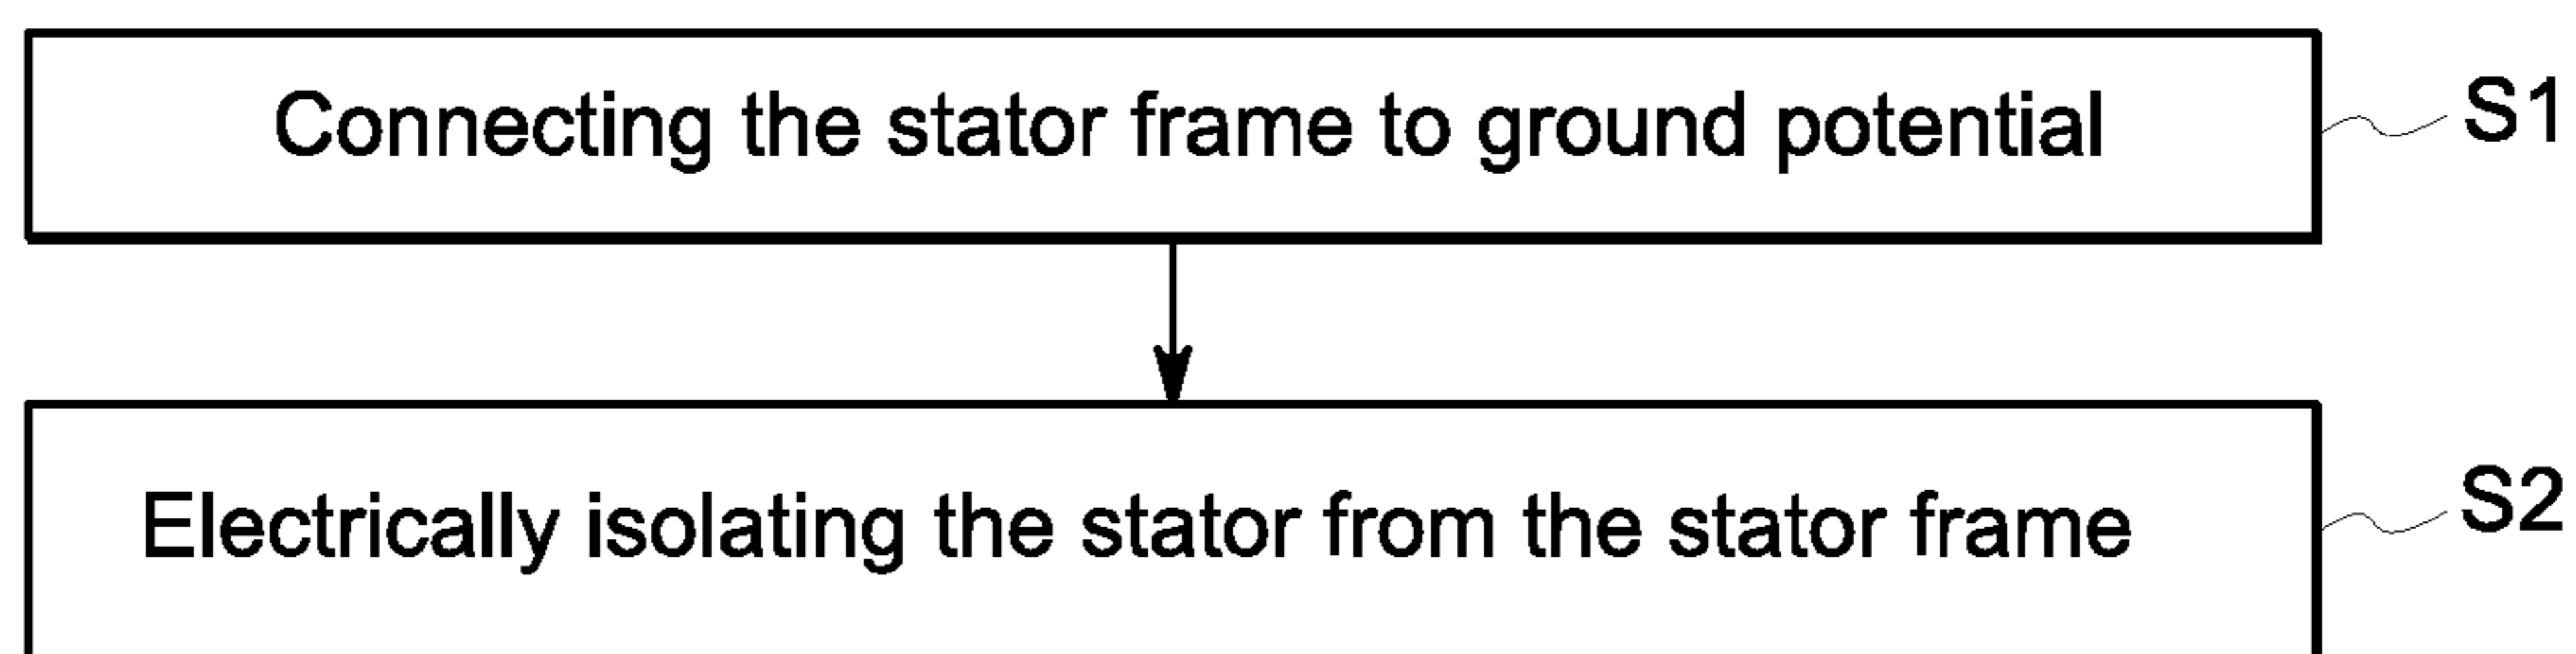 Connecting the stator frame to ground potential S1
Electrically isolating the stator from the stator frame S2